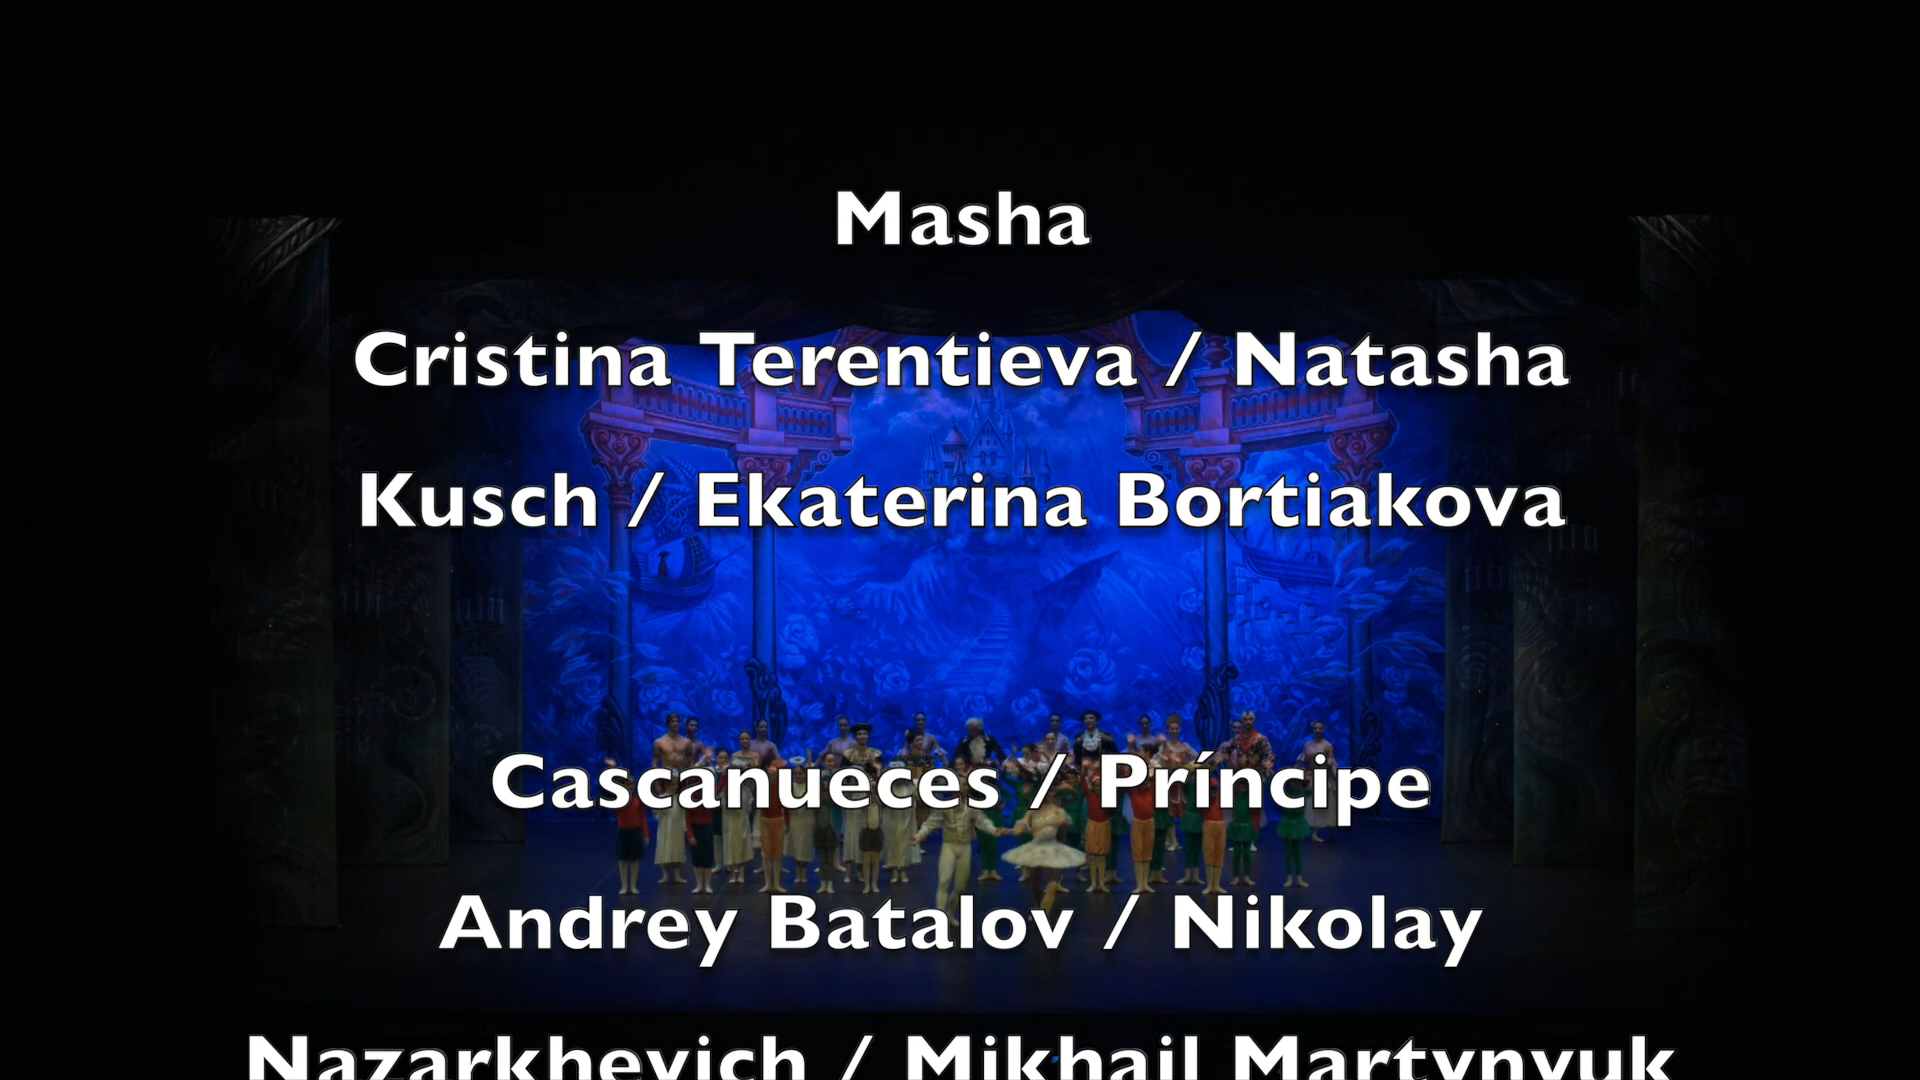 Masha
Cristina Terentieva / Natasha
Kusch / Ekaterina Bortiakova
Cascanueces / Príncipe
Andrey Batalov / Nikolay
Nazarkhevich / Mikhail Martynyuk